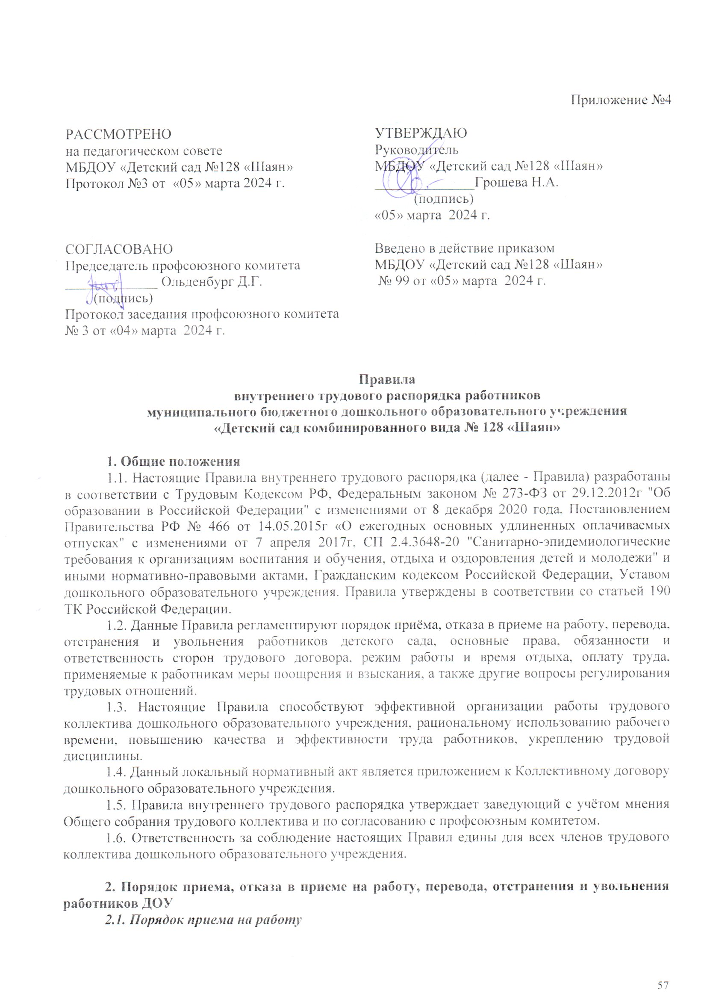 Приложение №4
РАССМОТРЕНО
на педагогическом совете
МБДОУ «Детский сад №128 «Шаян»
Протокол №3 от «05» марта 2024 г.
УТВЕРЖДАЮ
Руководитель
МБДОУ «Детский сад №128 «Шаян»
______________Грошева Н.А.
(подпись)
«05» марта 2024 г.
СОГЛАСОВАНО
Председатель профсоюзного комитета
_____________ Ольденбург Д.Г.
(подпись)
Протокол заседания профсоюзного комитета
№ 3 от «04» марта 2024 г.
Введено в действие приказом
МБДОУ «Детский сад №128 «Шаян»
№ 99 от «05» марта 2024 г.
Правила
внутреннего трудового распорядка работников
муниципального бюджетного дошкольного образовательного учреждения
«Детский сад комбинированного вида № 128 «Шаян»
1. Общие положения
1.1. Настоящие Правила внутреннего трудового распорядка (далее - Правила) разработаны
в соответствии с Трудовым Кодексом РФ, Федеральным законом № 273-ФЗ от 29.12.2012г "Об
образовании в Российской Федерации" с изменениями от 8 декабря 2020 года, Постановлением
Правительства РФ № 466 от 14.05.2015г «О ежегодных основных удлиненных оплачиваемых
отпусках" с изменениями от 7 апреля 2017г, СП 2.4.3648-20 "Санитарно-эпидемиологические
требования к организациям воспитания и обучения, отдыха и оздоровления детей и молодежи" и
иными нормативно-правовыми актами, Гражданским кодексом Российской Федерации, Уставом
дошкольного образовательного учреждения. Правила утверждены в соответствии со статьей 190
ТК Российской Федерации.
1.2. Данные Правила регламентируют порядок приёма, отказа в приеме на работу, перевода,
отстранения и увольнения работников детского сада, основные права, обязанности и
ответственность сторон трудового договора, режим работы и время отдыха, оплату труда,
применяемые к работникам меры поощрения и взыскания, а также другие вопросы регулирования
трудовых отношений.
1.3. Настоящие Правила способствуют эффективной организации работы трудового
коллектива дошкольного образовательного учреждения, рациональному использованию рабочего
времени, повышению качества и эффективности труда работников, укреплению трудовой
дисциплины.
1.4. Данный локальный нормативный акт является приложением к Коллективному договору
дошкольного образовательного учреждения.
1.5. Правила внутреннего трудового распорядка утверждает заведующий с учётом мнения
Общего собрания трудового коллектива и по согласованию с профсоюзным комитетом.
1.6. Ответственность за соблюдение настоящих Правил едины для всех членов трудового
коллектива дошкольного образовательного учреждения.
2. Порядок приема, отказа в приеме на работу, перевода, отстранения и увольнения
работников ДОУ
2.1. Порядок приема на работу
57